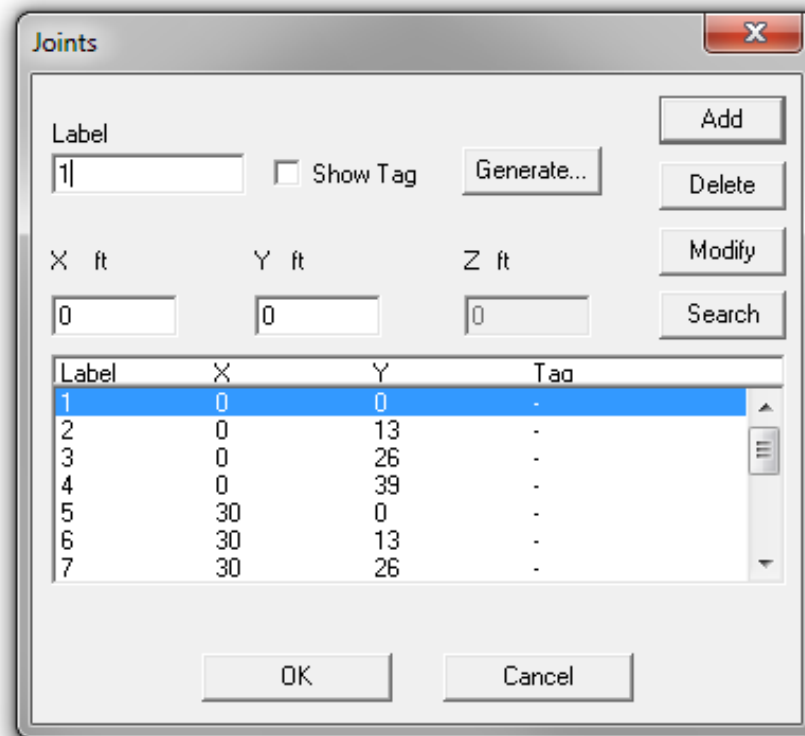 Joints
Add
Label
1
Show Tag
Generate...
Delete
Modify
X ft
Y ft
Z ft
0
0
0
Search
Label X Y Tag
1 0 0 -
2 0 13 -
3 0 26 -
4 0 39 -
5 30 0 -
6 30 13 -
7 30 26 -
OK
Cancel